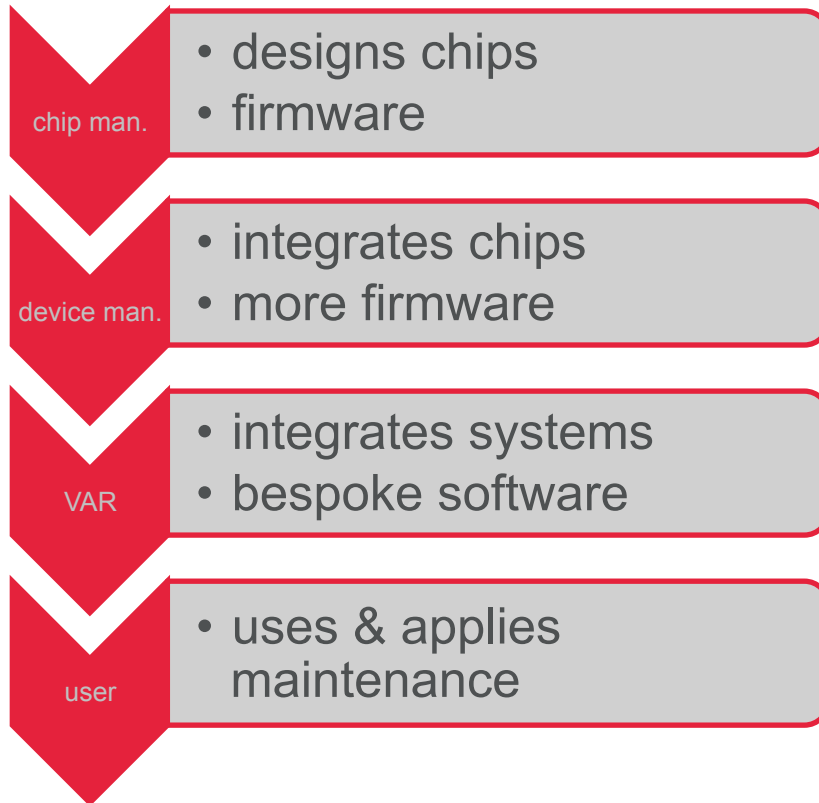 chip man.
• designs chips
• firmware
device man.
• integrates chips
• more firmware
VAR
• integrates systems
• bespoke software
user
• uses & applies
maintenance